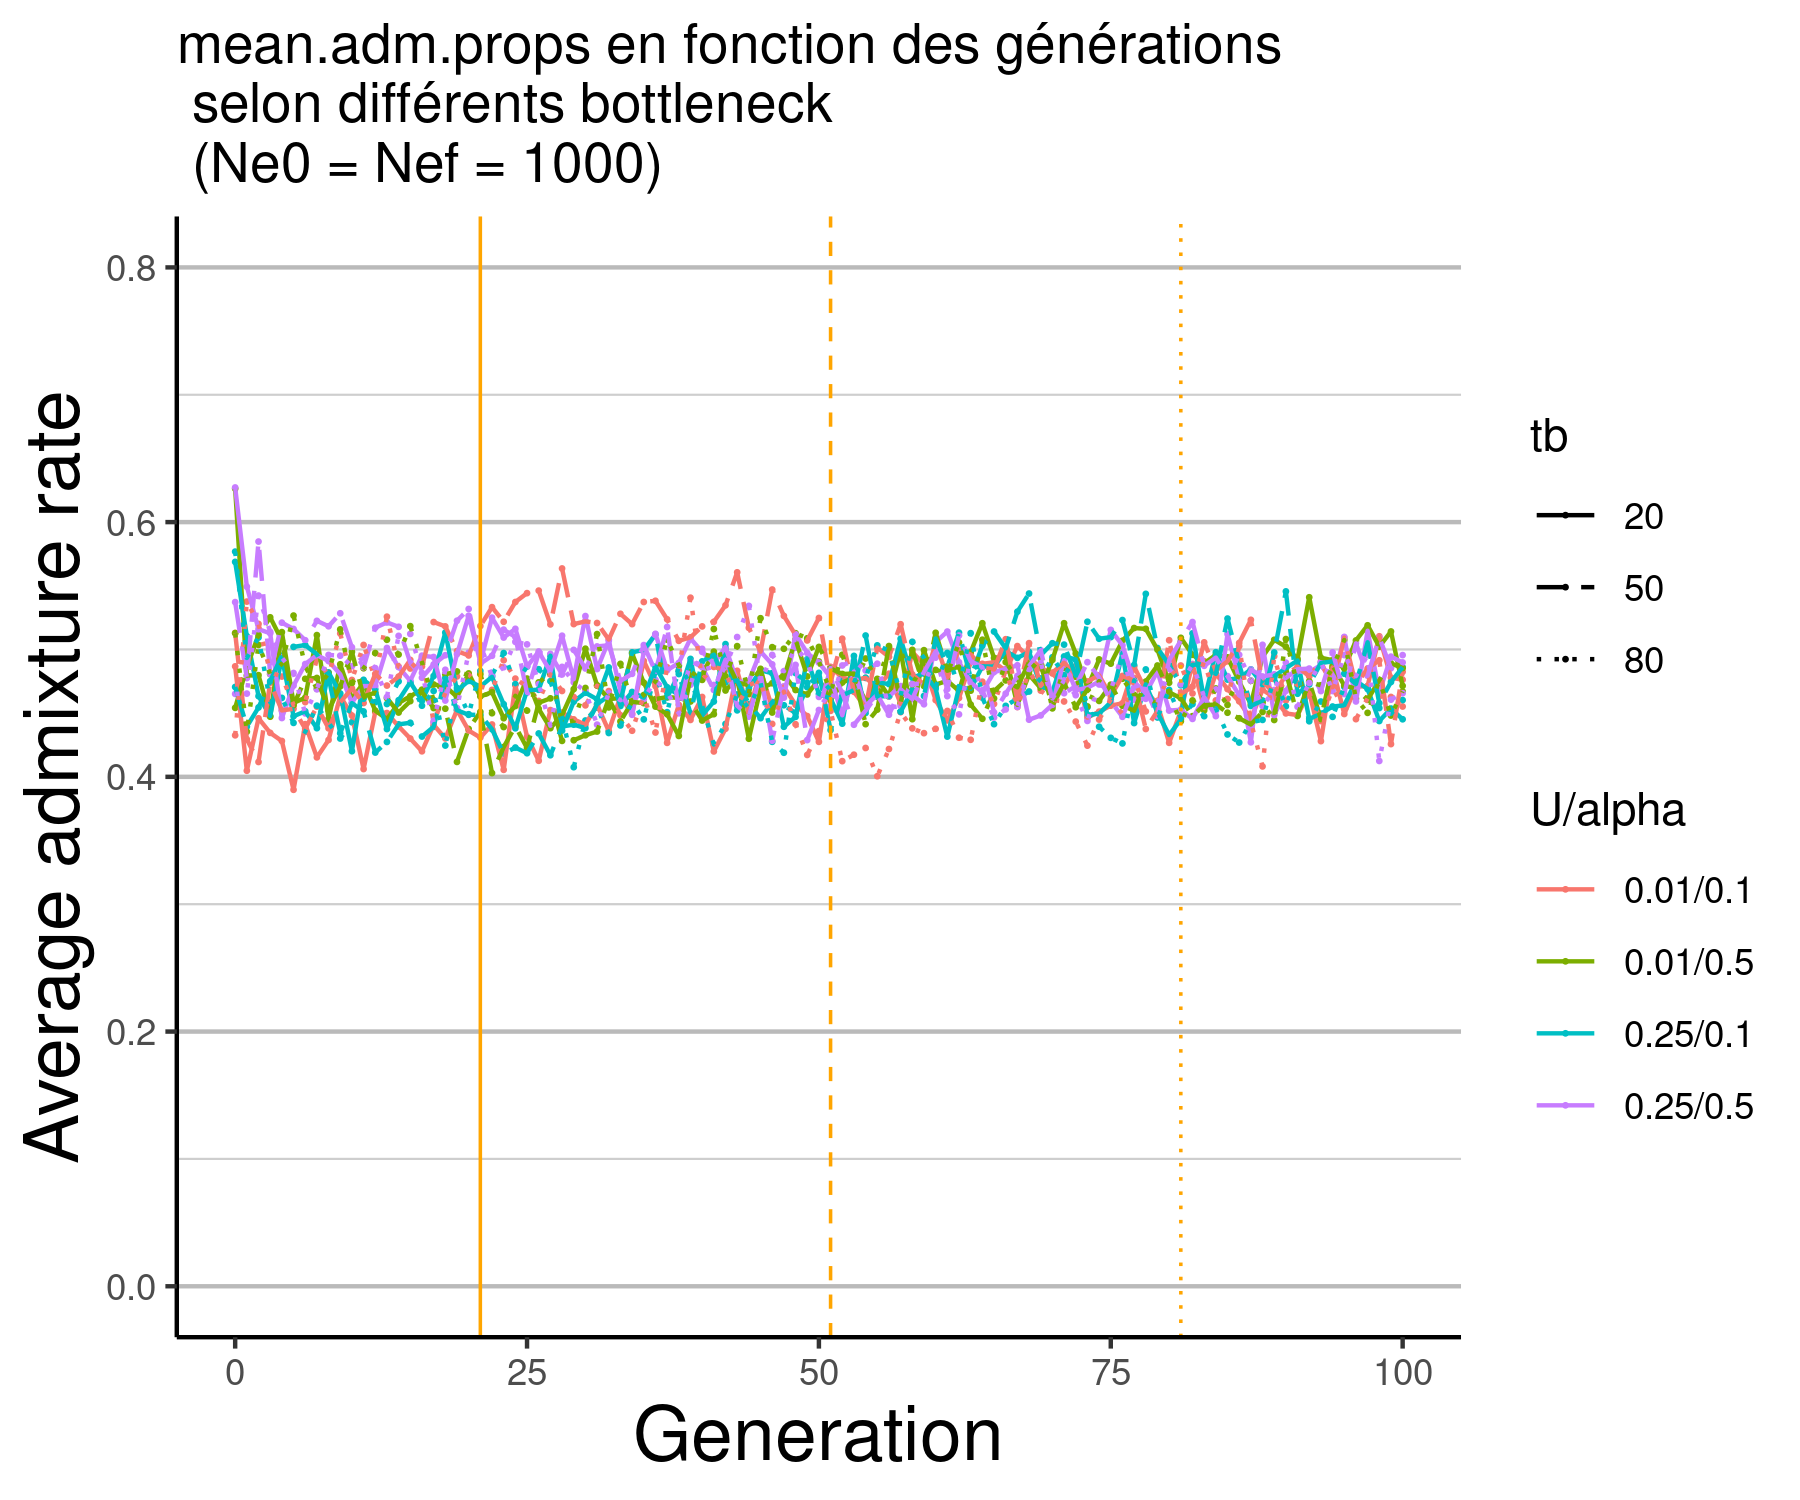 mean.adm.props en fonction des générations
selon différents bottleneck
(Ne0 = Nef = 1000)
Average admixture rate
0.8
0.6
0.4
0.2
0.0
0
25
50
75
100
Generation
tb
20
50
80
U/alpha
0.01/0.1
0.01/0.5
0.25/0.1
0.25/0.5